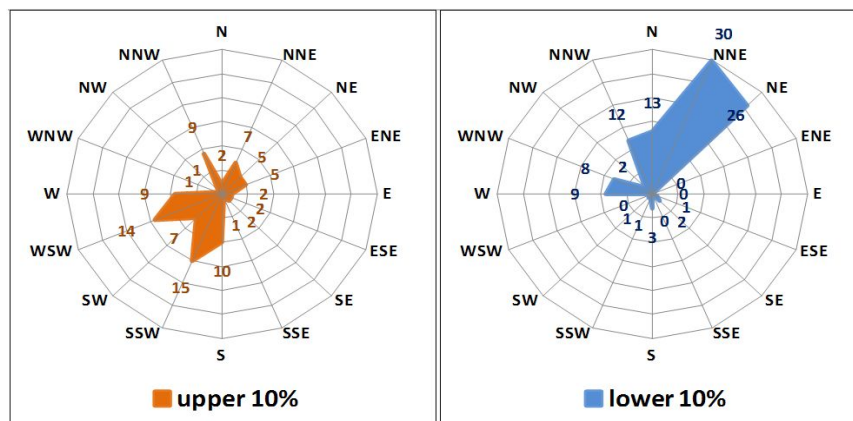 N
NNE
NE
ENE
E
ESE
SE
SSE
S
SSW
SW
WSW
W
WNW
NW
NNW
2
7
5
5
2
2
2
1
10
15
7
14
9
1
1
9
upper 10%
N
NNE
NE
ENE
E
ESE
SE
SSE
S
SSW
SW
WSW
W
WNW
NW
NNW
13
30
26
0
0
1
2
0
3
1
1
0
9
8
2
12
lower 10%